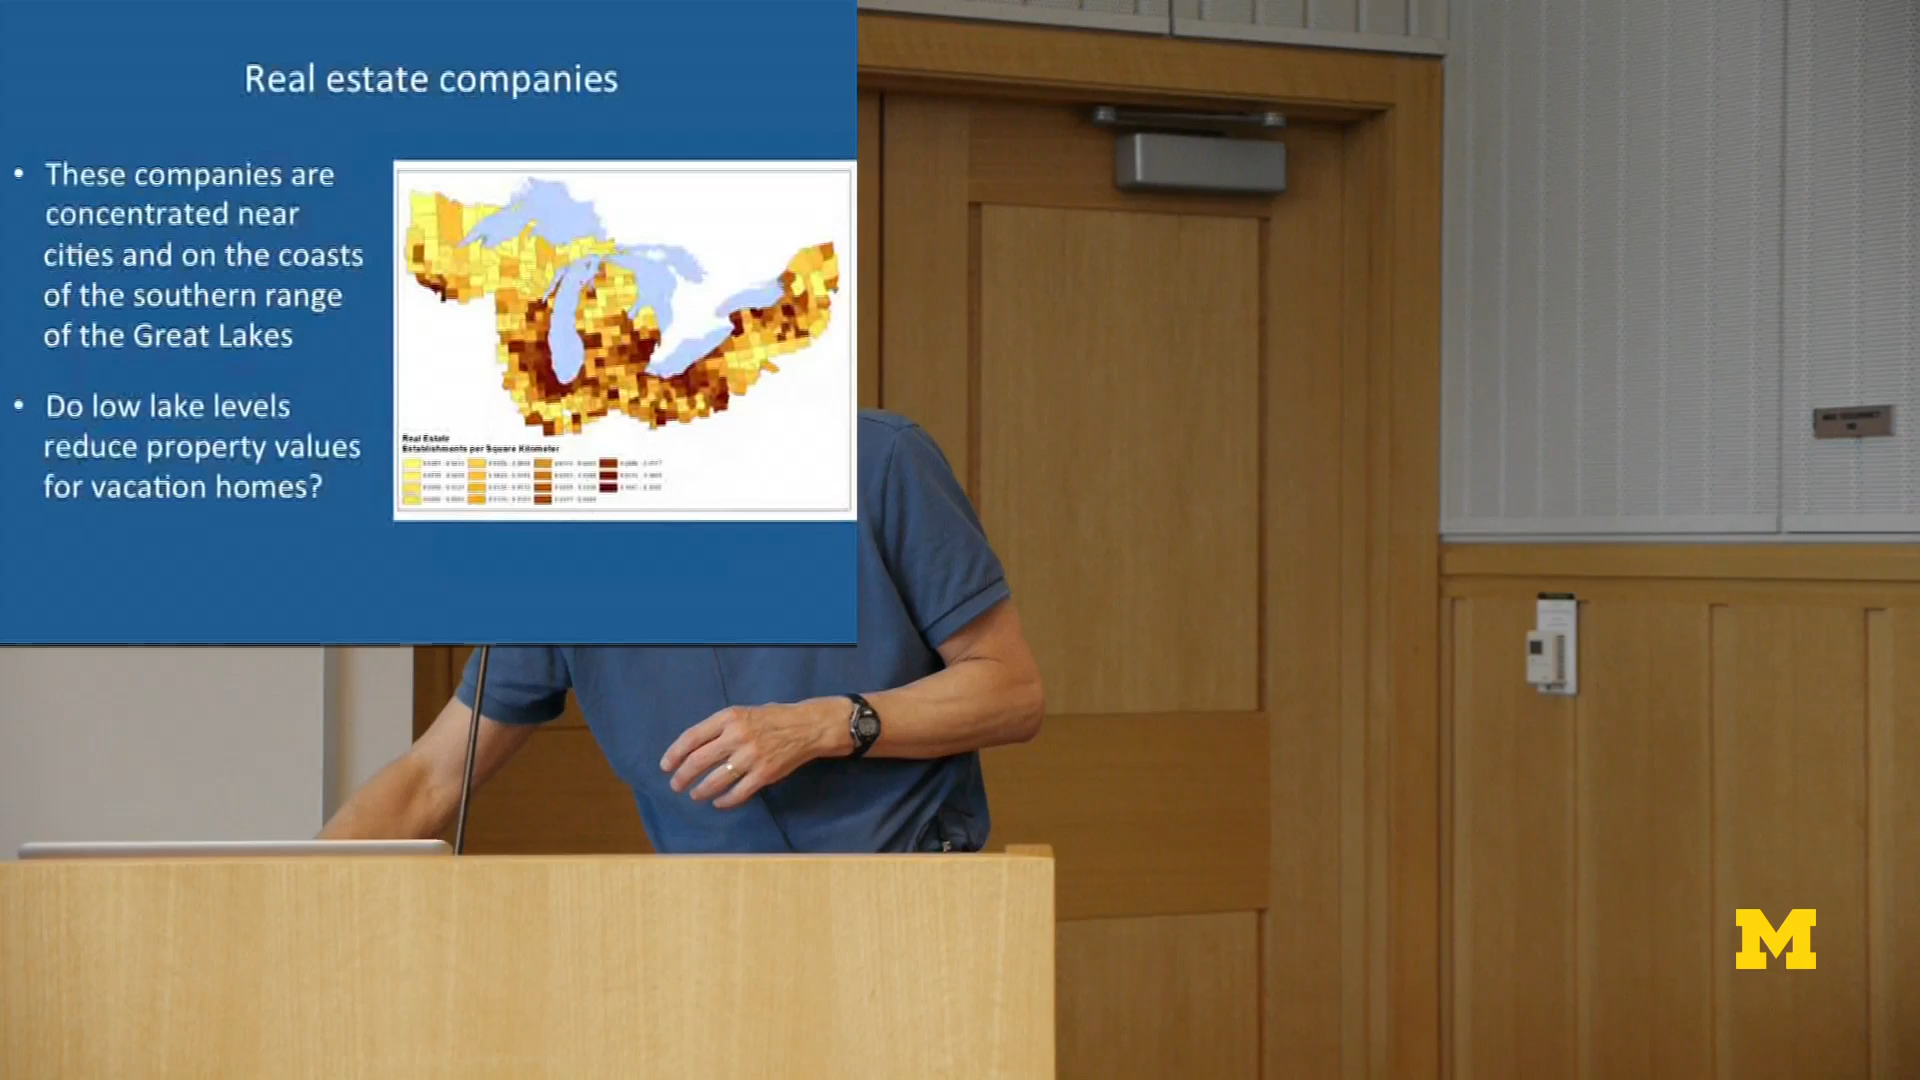 Real estate companies
• These companies are
concentrated near
cities and on the coasts
of the southern range
of the Great Lakes
• Do low lake levels
reduce property values
for vacation homes?
Real Estate
Establishments per Square Kilometer
M